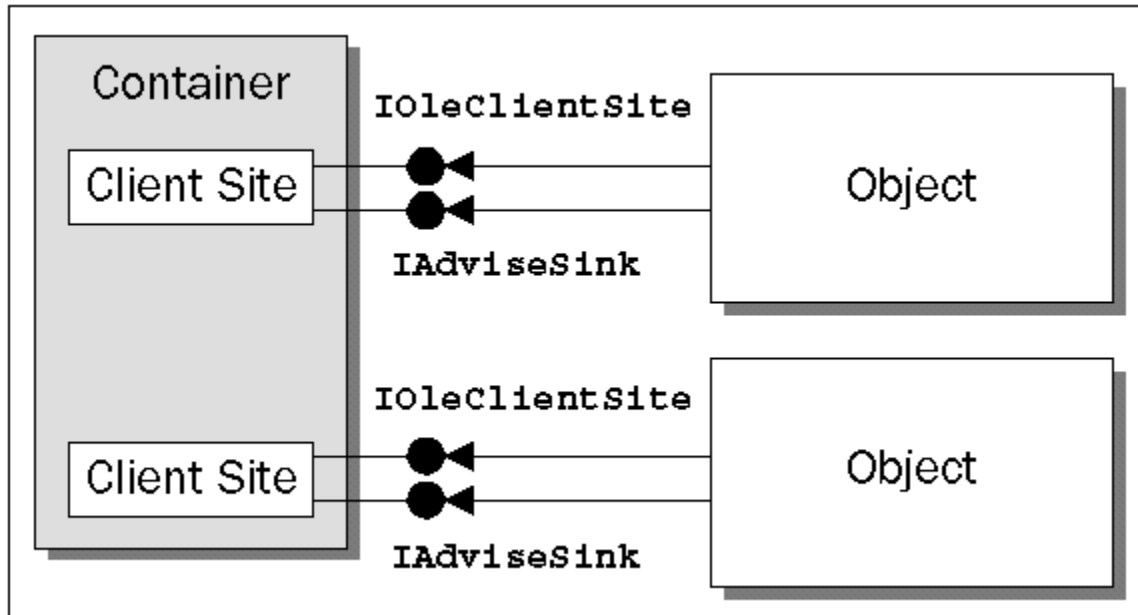 Container
IOleClientSite
Client Site
Object
IAdviseSink
IOleClientSite
Client Site
Object
IAdviseSink